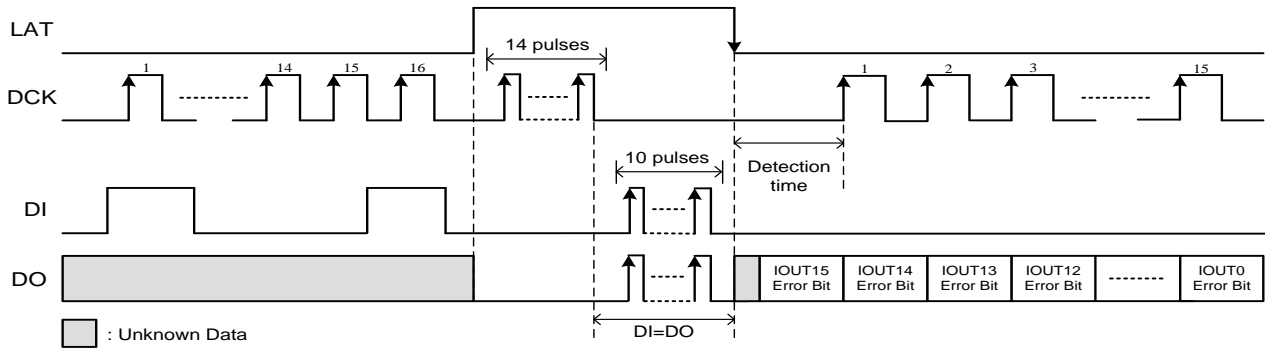 LAT
14 pulses
1
14
15
16
1
2
3
15
DCK
10 pulses
Detection
time
DI
DO
IOUT15
Error Bit
IOUT14
Error Bit
IOUT13
Error Bit
IOUT12
Error Bit
IOUT0
Error Bit
: Unknown Data
DI=DO